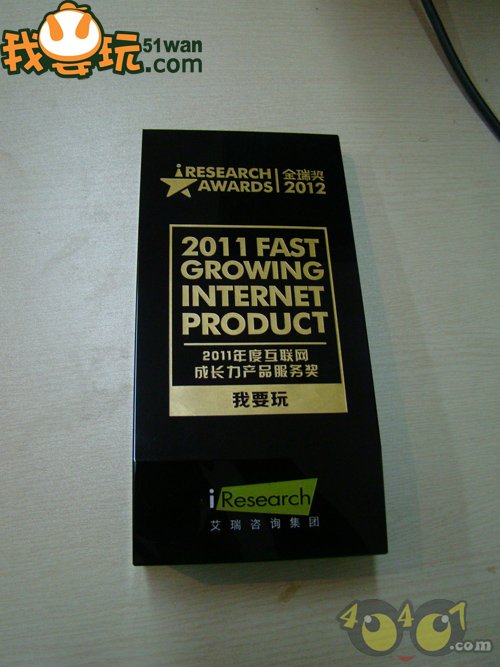 我要玩
51wan
.com
iRESEARCH
AWARDS
金瑞奖
2012
2011 FAST
GROWING
INTERNET
PRODUCT
2011年度互联网
成长力产品服务奖
我要玩
iResearch
艾瑞咨询集团
40407
.com